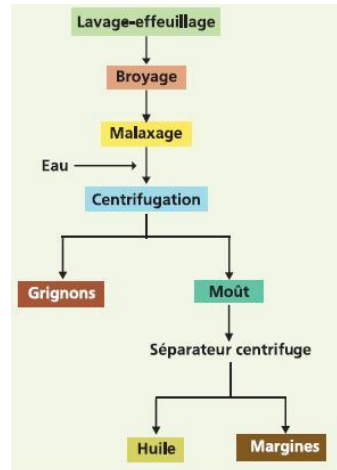 Lavage-effeuillage
Broyage
Malaxage
Eau
Centrifugation
Grignons
Moût
Séparateur centrifuge
Huile
Margines